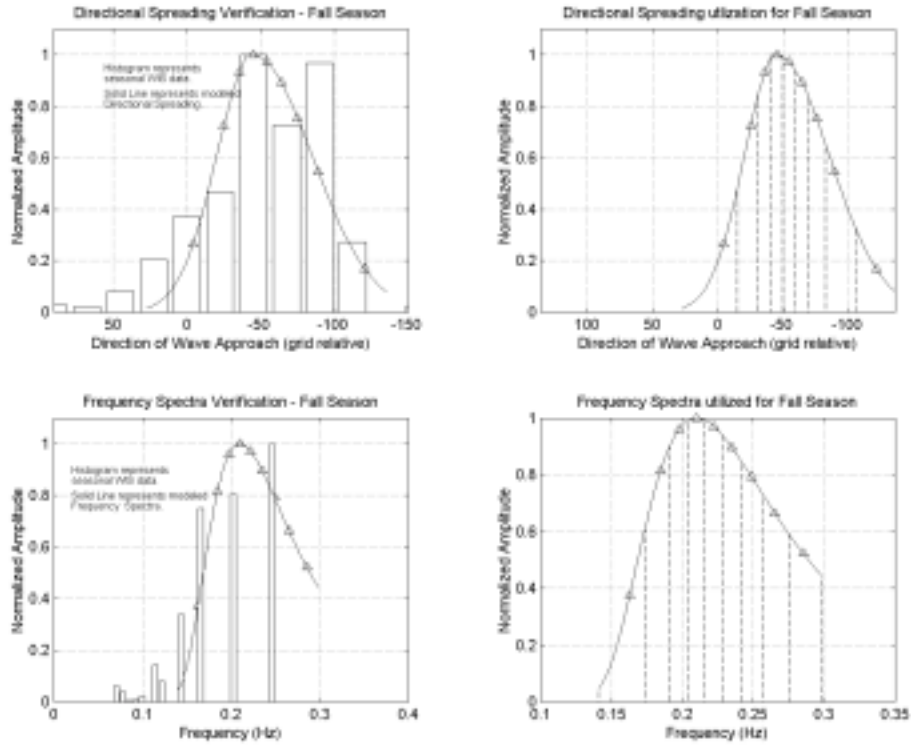 Directional Spreading Verification - Fall Season
1
0.8
0.6
0.4
0.2
0
Normalized Amplitude
Histogram represents
seasonal WIS data.
Solid Line represents modeled
Directional Spreading.
50
0
-50
-100
-150
Direction of Wave Approach (grid relative)
Directional Spreading utlization for Fall Season
1
0.8
0.6
0.4
0.2
0
Normalized Amplitude
100
50
0
-50
-100
Direction of Wave Approach (grid relative)
Frequency Spectra Verification - Fall Season
1
0.8
0.6
0.4
0.2
0
Normalized Amplitude
Histogram represents
seasonal WIS data.
Solid Line represents modeled
Frequency Spectra.
0
0.1
0.2
0.3
0.4
Frequency (Hz)
Frequency Spectra utilized for Fall Season
1
0.8
0.6
0.4
0.2
0
Normalized Amplitude
0.1
0.15
0.2
0.25
0.3
0.35
Frequency (Hz)